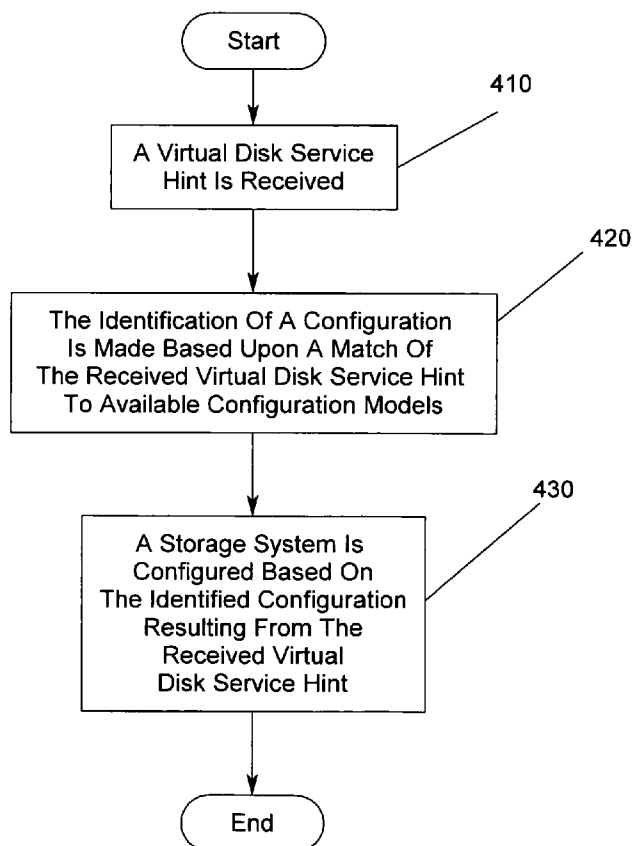 Start
410
A Virtual Disk Service
Hint Is Received
420
The Identification Of A Configuration
Is Made Based Upon A Match Of
The Received Virtual Disk Service Hint
To Available Configuration Models
430
A Storage System Is
Configured Based On
The Identified Configuration
Resulting From The
Received Virtual
Disk Service Hint
End